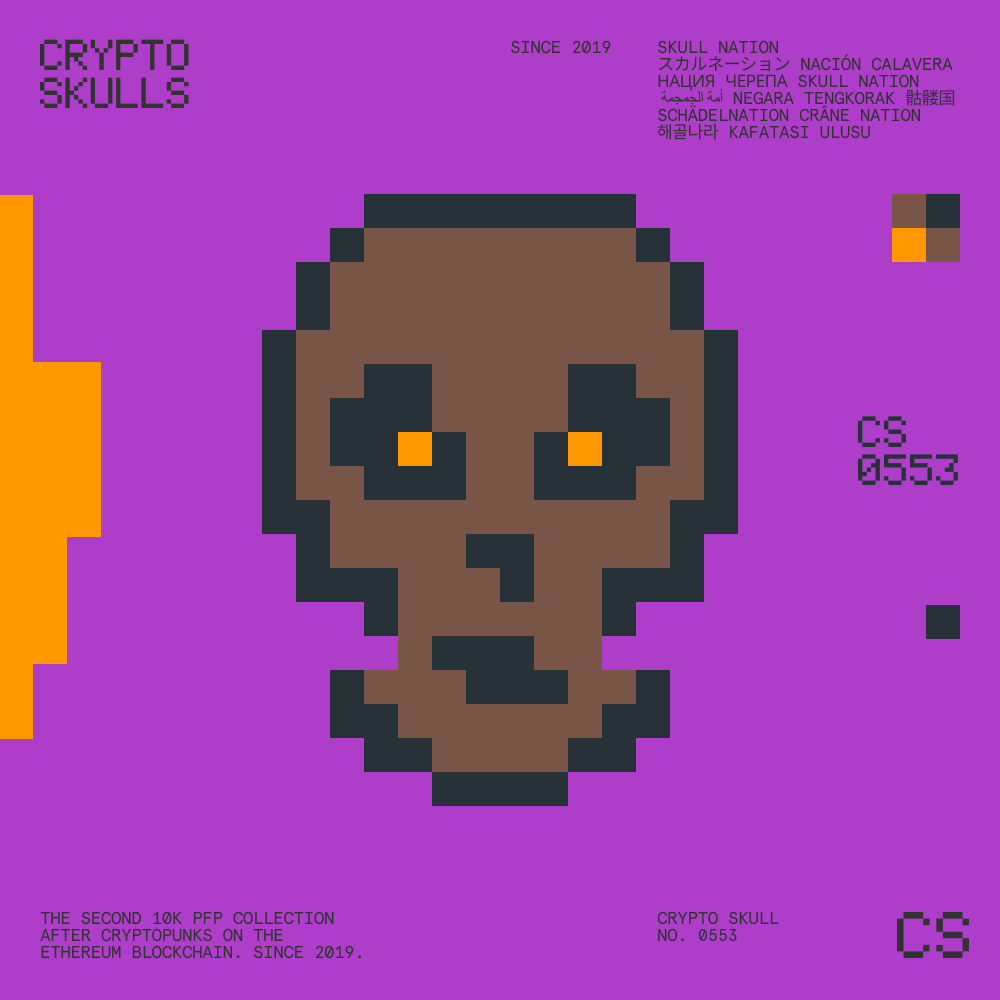 CRYPTO
SKULLS
SINCE 2019
SKULL NATION
スカルネーション NACIÓN CALAVERA
НАЦИЯ ЧЕРЕПА SKULL NATION
أمة الجمجمة NEGARA TENGKORAK 骷髅国
SCHÄDELNATION CRÂNE NATION
해골나라 KAFATASI ULUSU
CS
0553
THE SECOND 10K PFP COLLECTION
AFTER CRYPTOPUNKS ON THE
ETHEREUM BLOCKCHAIN. SINCE 2019.
CRYPTO SKULL
NO. 0553
CS